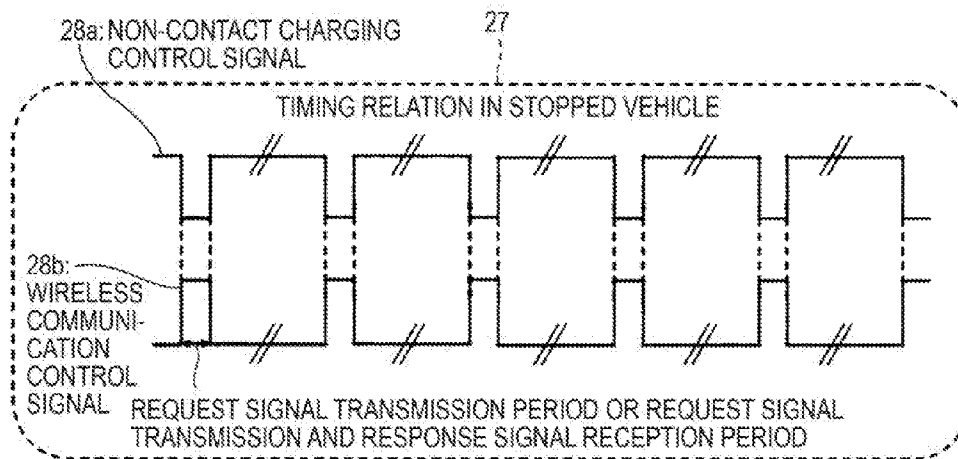 27
28a: NON-CONTACT CHARGING
CONTROL SIGNAL
TIMING RELATION IN STOPPED VEHICLE
28b:
WIRELESS
COMMUNI-
CATION
CONTROL
SIGNAL
REQUEST SIGNAL TRANSMISSION PERIOD OR REQUEST SIGNAL
TRANSMISSION AND RESPONSE SIGNAL RECEPTION PERIOD